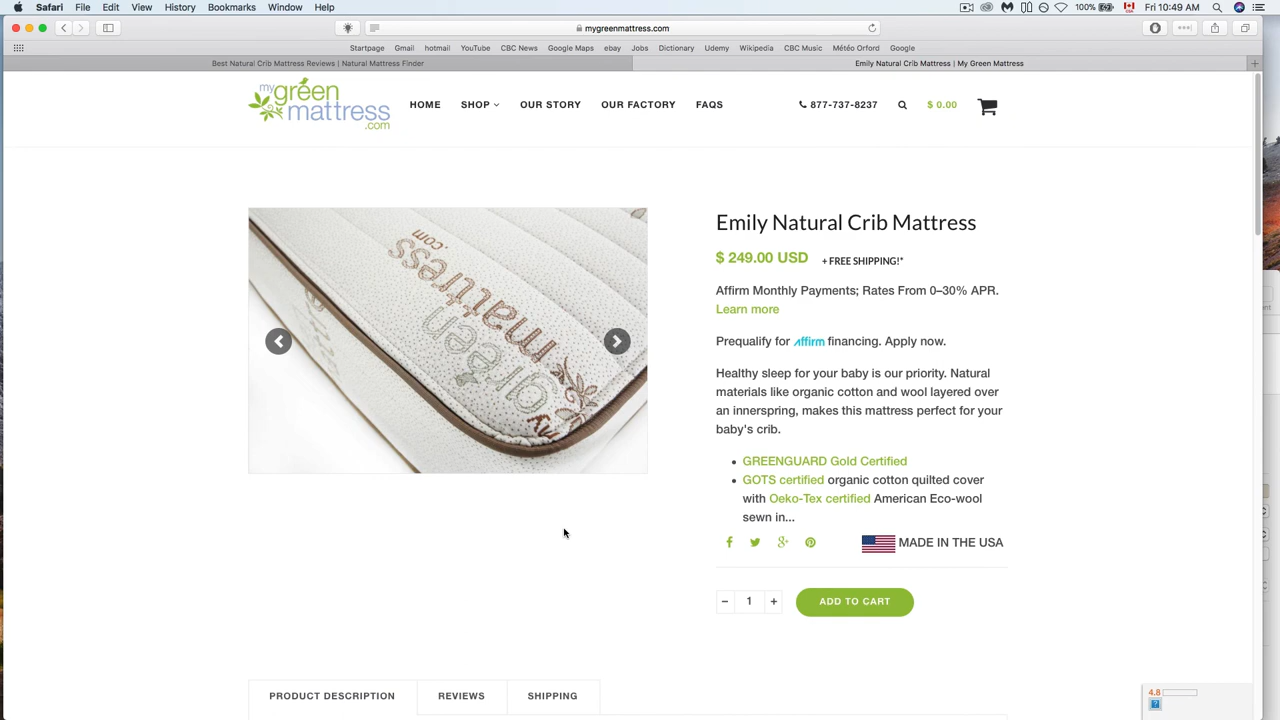 Safari File Edit View History Bookmarks Window Help 100% Fri 10:49 AM
mygreenmattress.com
Startpage Gmail hotmail YouTube CBC News Google Maps ebay Jobs Dictionary Udemy Wikipedia CBC Music Météo Orford Google
Best Natural Crib Mattress Reviews | Natural Mattress Finder Emily Natural Crib Mattress | My Green Mattress
my green mattress .com
HOME SHOP OUR STORY OUR FACTORY FAQS 877-737-8237 $ 0.00
my green mattress .com
Emily Natural Crib Mattress
$ 249.00 USD + FREE SHIPPING!*
Affirm Monthly Payments; Rates From 0–30% APR.
Learn more
Prequalify for affirm financing. Apply now.
Healthy sleep for your baby is our priority. Natural
materials like organic cotton and wool layered over
an innerspring, makes this mattress perfect for your
baby's crib.
• GREENGUARD Gold Certified
• GOTS certified organic cotton quilted cover
with Oeko-Tex certified American Eco-wool
sewn in...
MADE IN THE USA
− 1 + ADD TO CART
PRODUCT DESCRIPTION REVIEWS SHIPPING
4.8
?